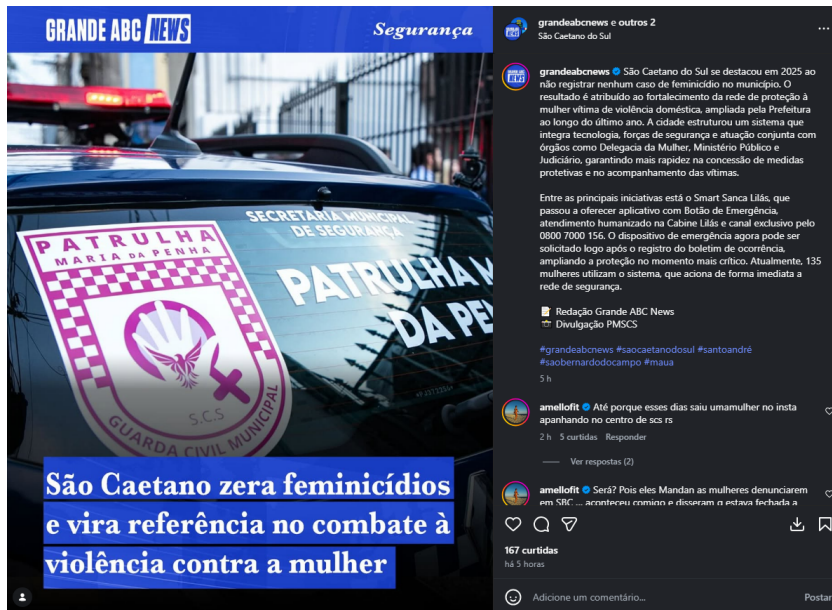 GRANDE ABC NEWS
Segurança
PATRULHA
MARIA DA PENHA
S.C.S
GUARDA CIVIL MUNICIPAL
SECRETARIA MUNICIPAL
DE SEGURANÇA
PATRULHA M
DA PE
São Caetano zera feminicídios
e vira referência no combate à
violência contra a mulher
grandeabcnews e outros 2
São Caetano do Sul
grandeabcnews São Caetano do Sul se destacou em 2025 ao
não registrar nenhum caso de feminicídio no município. O
resultado é atribuído ao fortalecimento da rede de proteção à
mulher vítima de violência doméstica, ampliada pela Prefeitura
ao longo do último ano. A cidade estruturou um sistema que
integra tecnologia, forças de segurança e atuação conjunta com
órgãos como Delegacia da Mulher, Ministério Público e
Judiciário, garantindo mais rapidez na concessão de medidas
protetivas e no acompanhamento das vítimas.
Entre as principais iniciativas está o Smart Sanca Lilás, que
passou a oferecer aplicativo com Botão de Emergência,
atendimento humanizado na Cabine Lilás e canal exclusivo pelo
0800 7000 156. O dispositivo de emergência agora pode ser
solicitado logo após o registro do boletim de ocorrência,
ampliando a proteção no momento mais crítico. Atualmente, 135
mulheres utilizam o sistema, que aciona de forma imediata a
rede de segurança.
Redação Grande ABC News
Divulgação PMSCS
#grandeabcnews #saocaetanodosul #santoandré
#saobernardodocampo #maua
5 h
amellofit Até porque esses dias saiu umamulher no insta
apanhando no centro de scs rs
2 h 5 curtidas Responder
Ver respostas (2)
amellofit Será? Pois eles Mandan as mulheres denunciarem
em SBC ... aconteceu comigo e disseram q estava fechada a
167 curtidas
há 5 horas
Adicione um comentário...
Postar